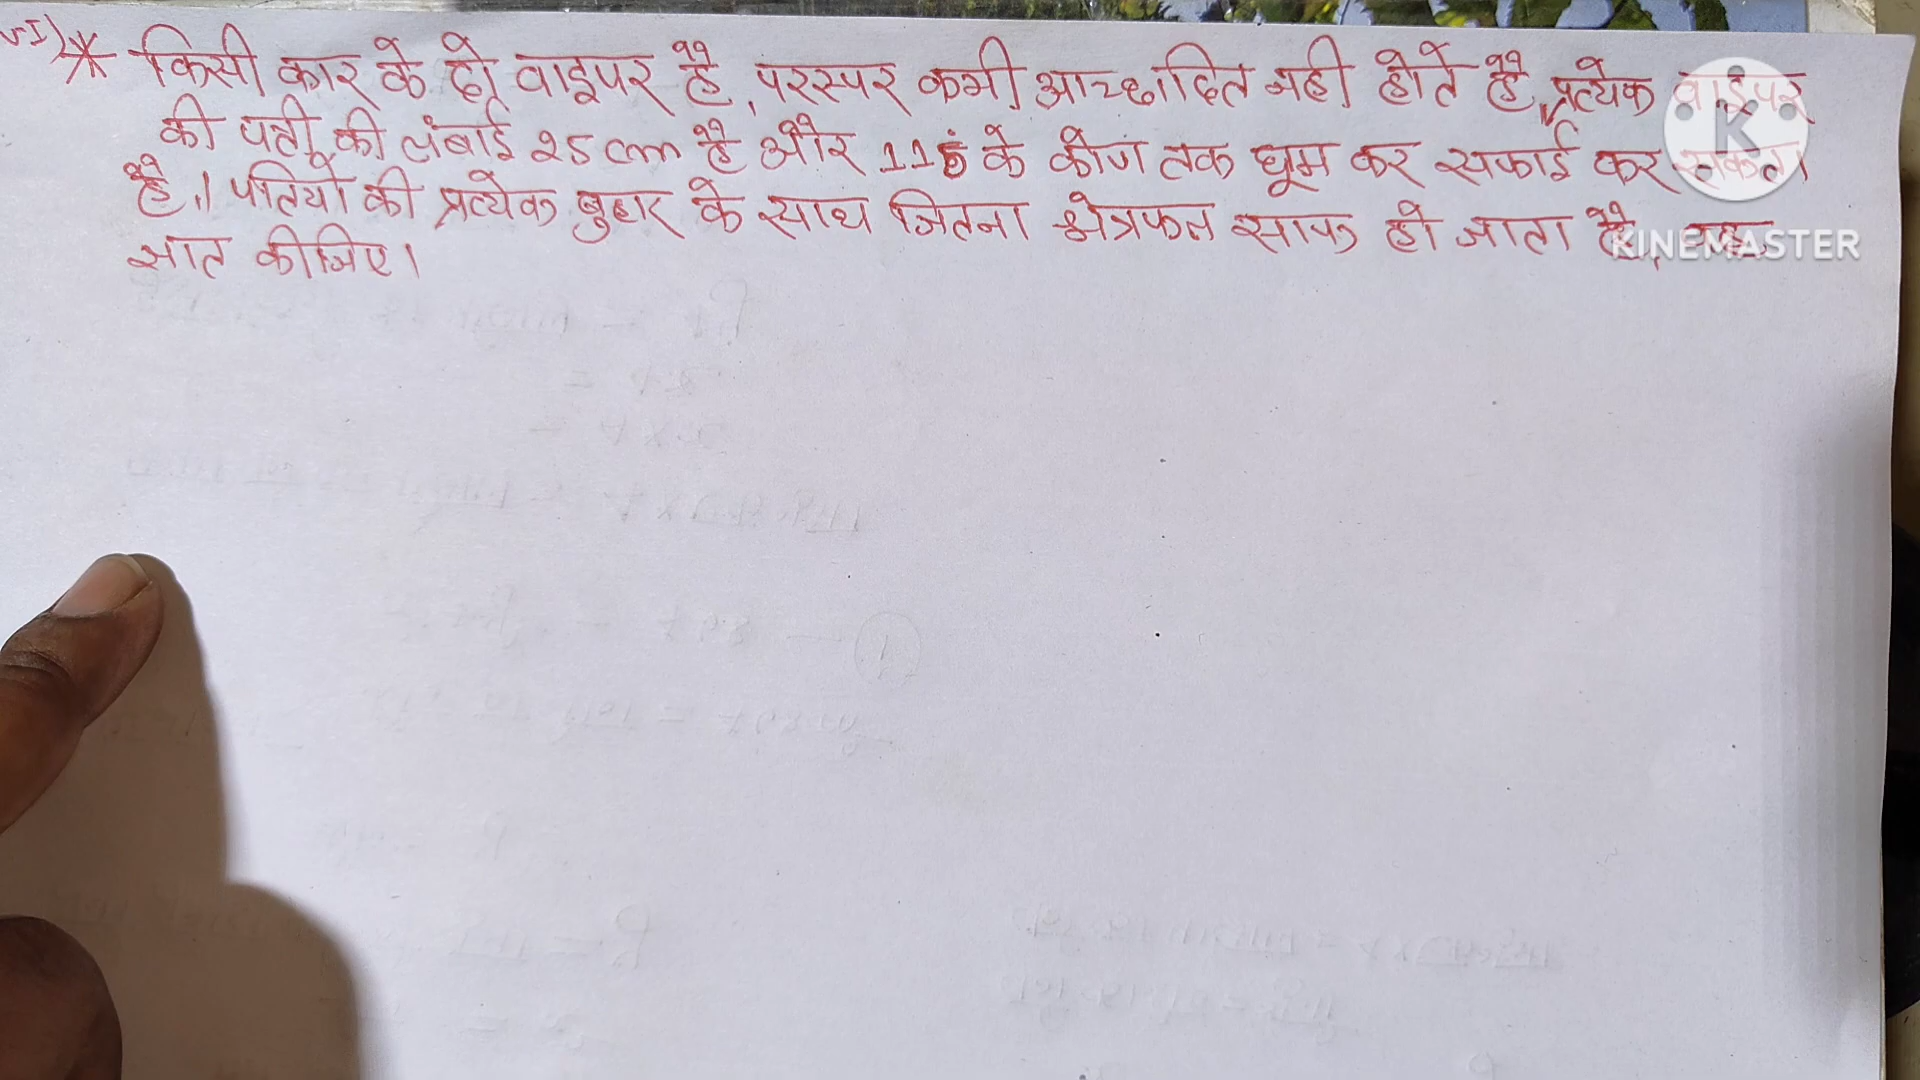 VI)* किसी कार के दो वाइपर हैं, परस्पर कभी आच्छादित नही होते हैं, प्रत्येक वाइपर
की पत्ती की लंबाई 25 cm है और 115 के कोण तक घूम कर सफाई कर सकता
है। पतियों की प्रत्येक बुहार के साथ जितना क्षेत्रफल साफ हो जाता है, वह
ज्ञात कीजिए।
K
KINEMASTER